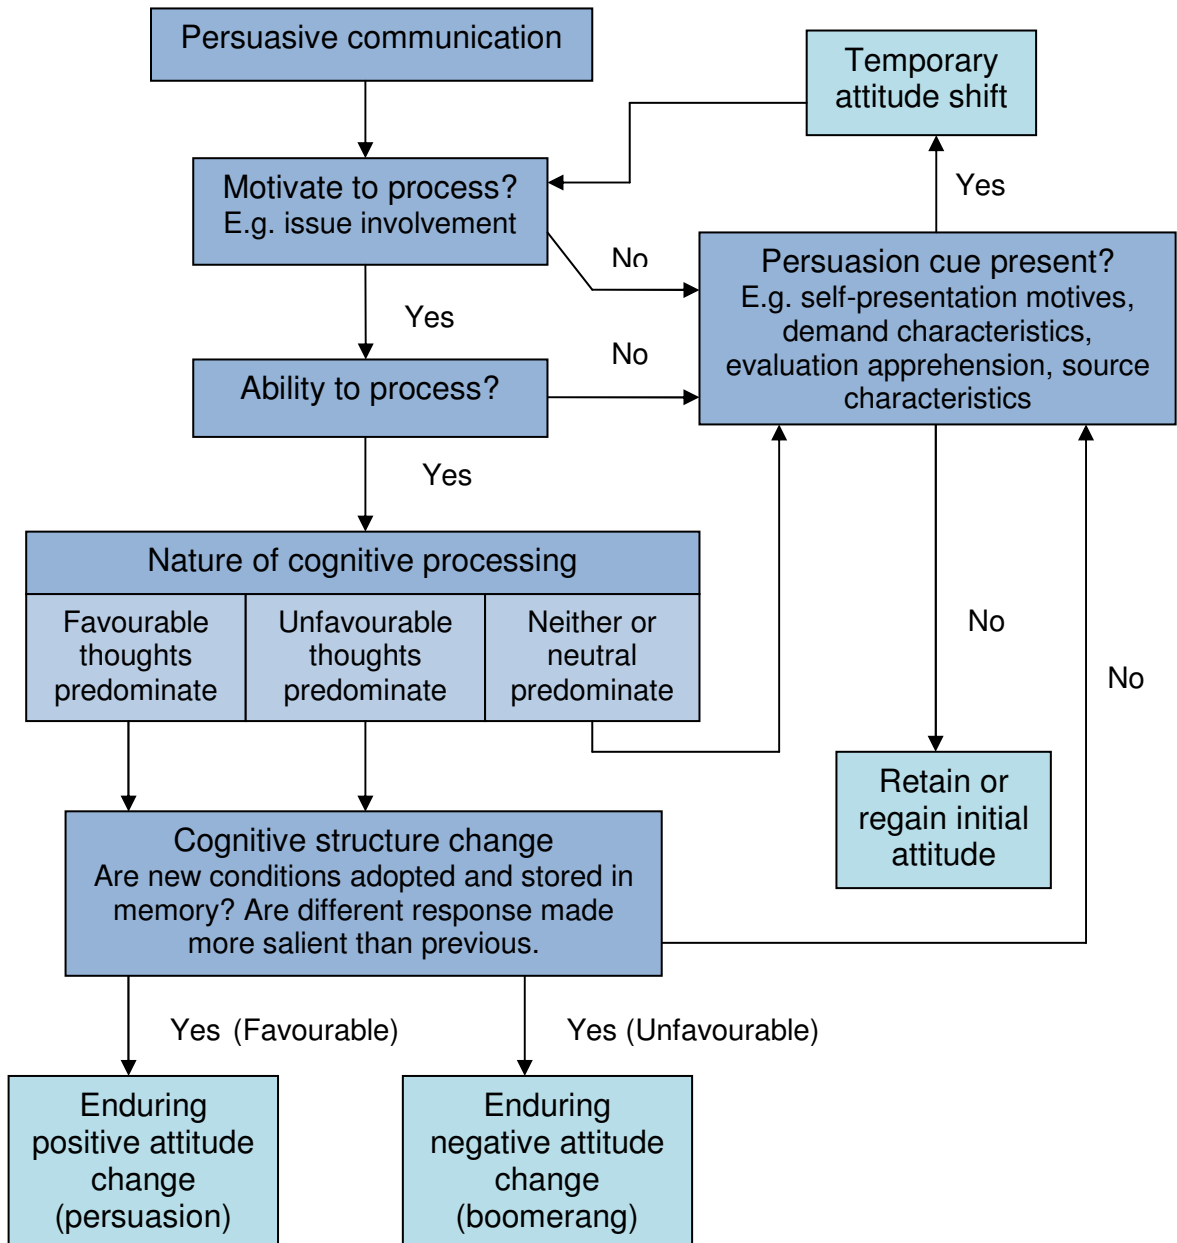 Persuasive communication
Temporary
attitude shift
Motivate to process?
E.g. issue involvement
Yes
No
Persuasion cue present?
E.g. self-presentation motives,
demand characteristics,
evaluation apprehension, source
characteristics
Yes
No
Ability to process?
Yes
Nature of cognitive processing
Favourable
thoughts
predominate
Unfavourable
thoughts
predominate
Neither or
neutral
predominate
No
No
Retain or
regain initial
attitude
Cognitive structure change
Are new conditions adopted and stored in
memory? Are different response made
more salient than previous.
Yes (Favourable)
Yes (Unfavourable)
Enduring
positive attitude
change
(persuasion)
Enduring
negative attitude
change
(boomerang)